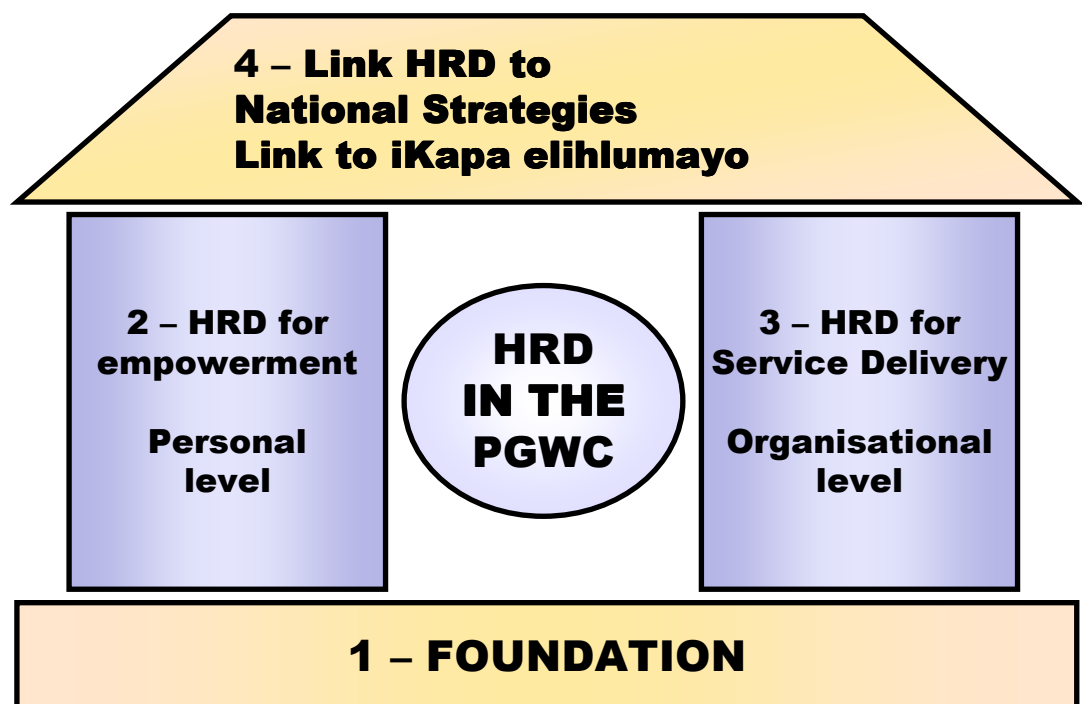 4 – Link HRD to
National Strategies
Link to iKapa elihlumayo
2 – HRD for
empowerment
Personal
level
HRD
IN THE
PGWC
3 – HRD for
Service Delivery
Organisational
level
1 – FOUNDATION